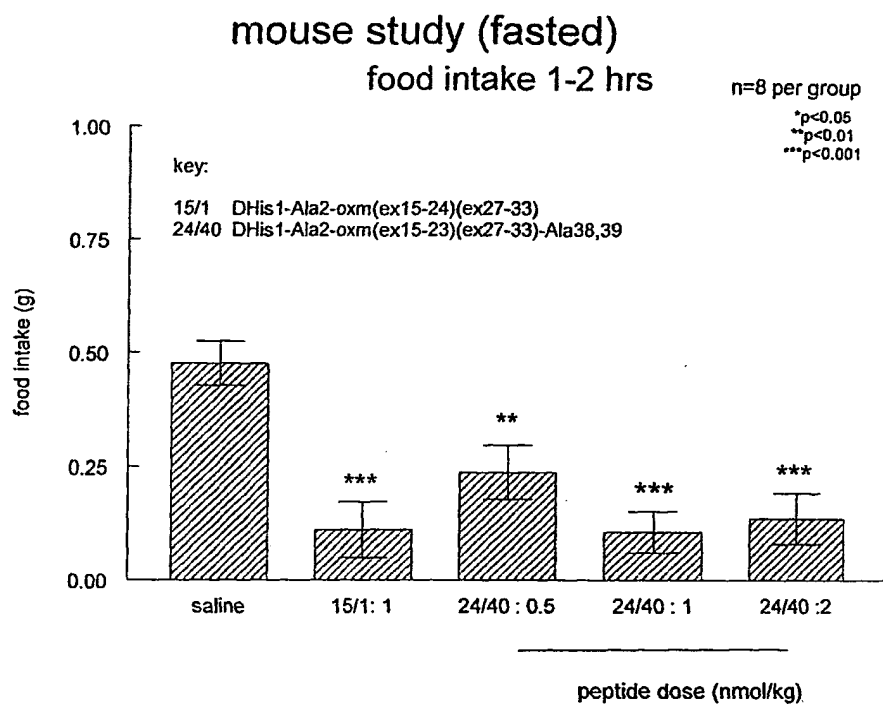 mouse study (fasted)
food intake 1-2 hrs
n=8 per group
*p<0.05
**p<0.01
***p<0.001
key:
15/1 DHis1-Ala2-oxm(ex15-24)(ex27-33)
24/40 DHis1-Ala2-oxm(ex15-23)(ex27-33)-Ala38,39
food intake (g)
1.00
0.75
0.50
0.25
0.00
***
**
***
***
saline
15/1: 1
24/40 : 0.5
24/40 : 1
24/40 :2
peptide dose (nmol/kg)